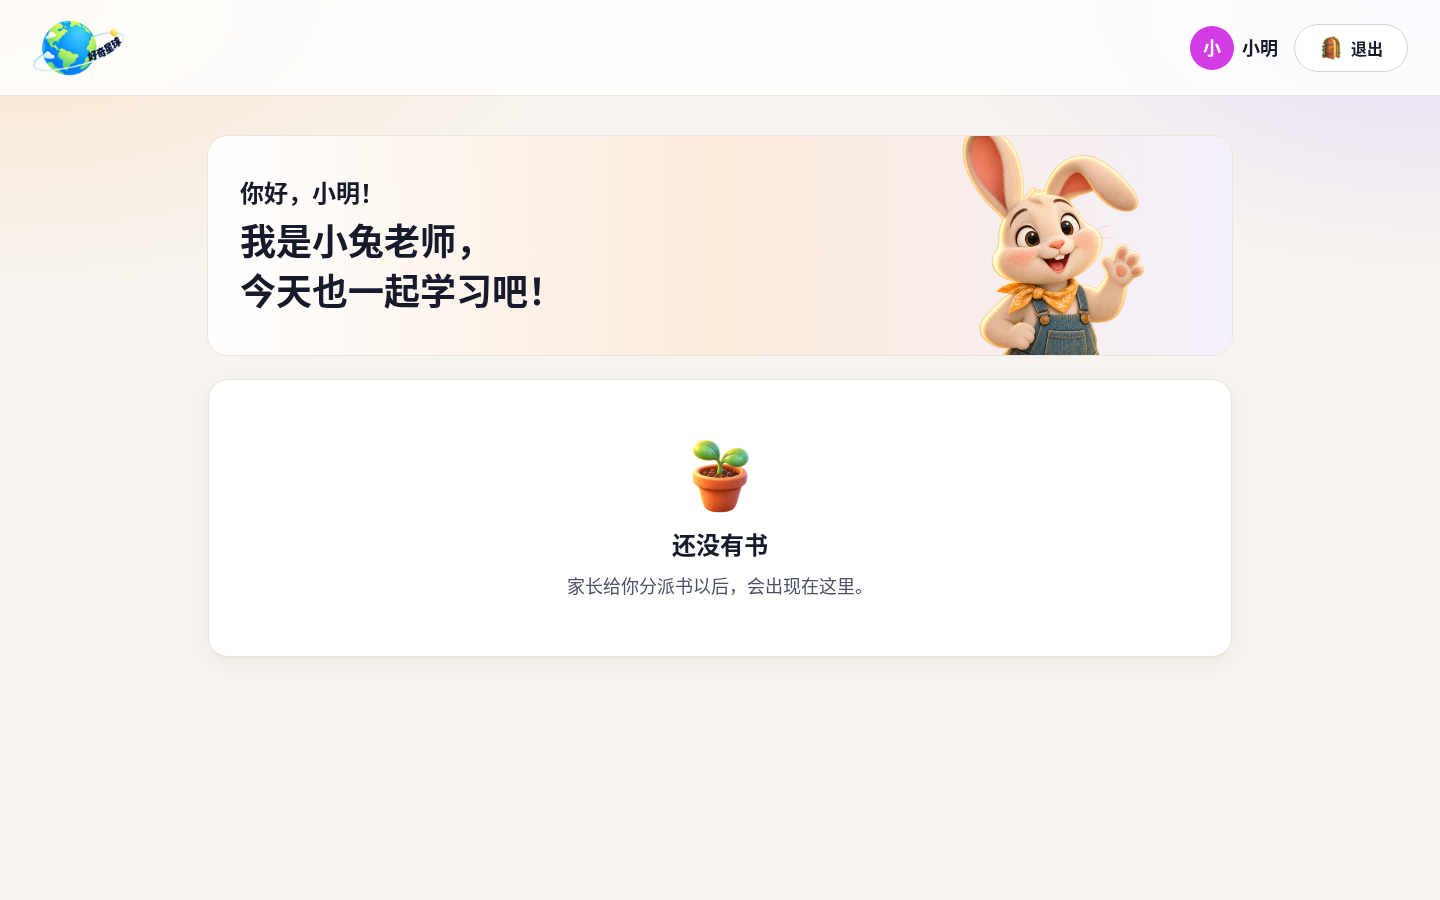 好奇星球
小
小明
退出
你好，小明！
我是小兔老师，
今天也一起学习吧！
还没有书
家长给你分派书以后，会出现在这里。